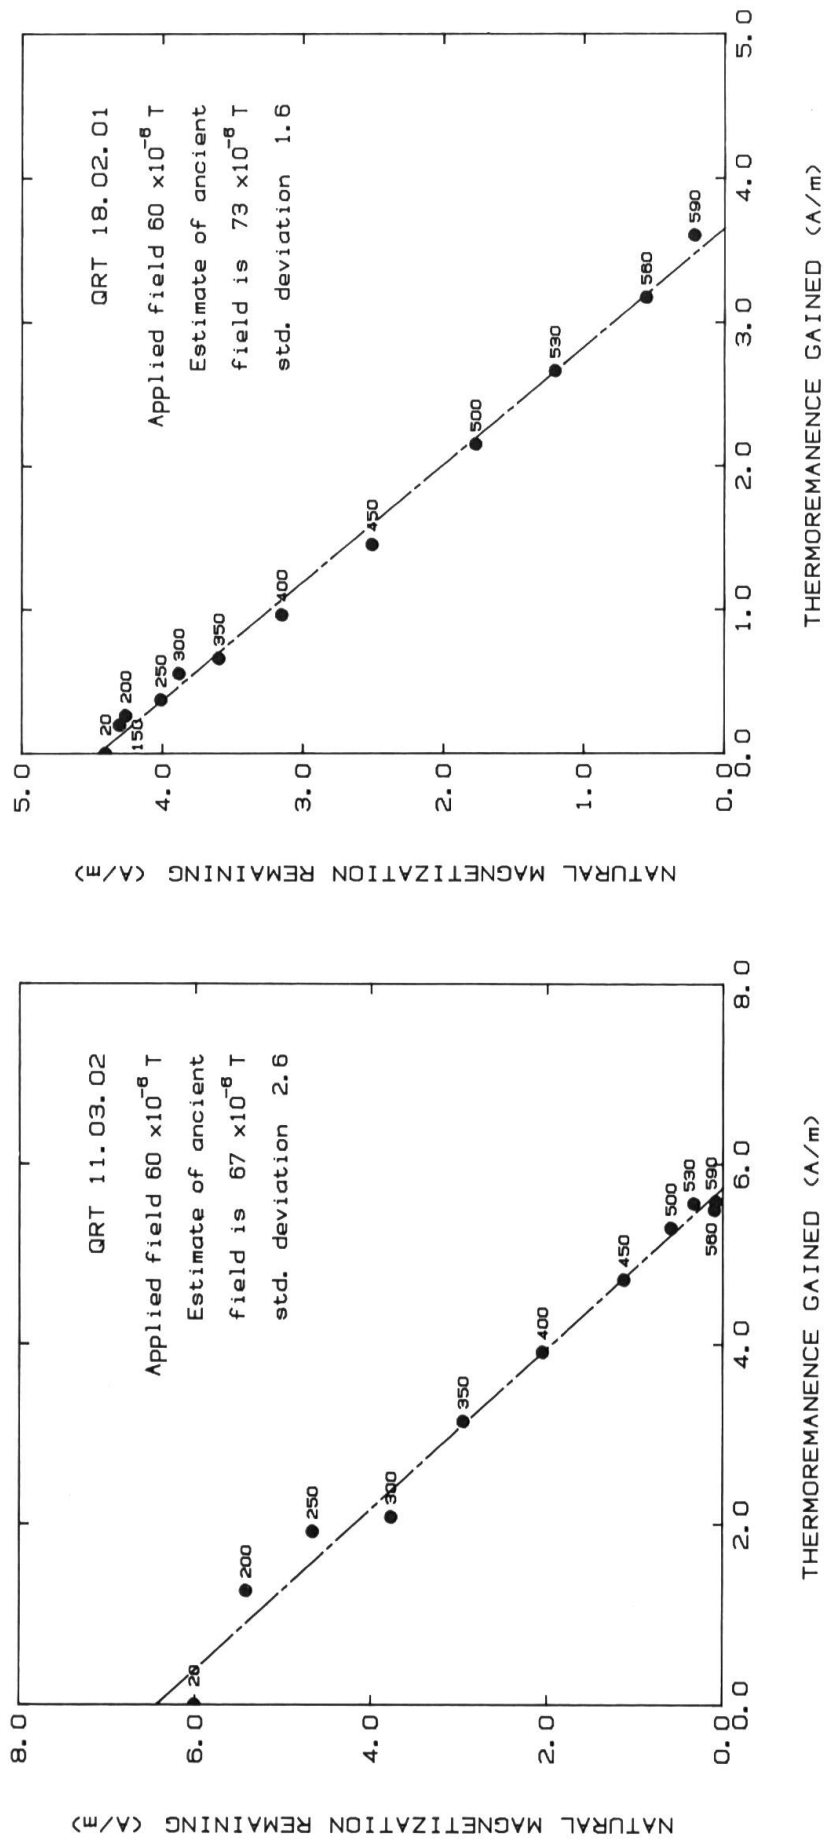 QRT 11.03.02
Applied field 60 x10⁻⁶ T
Estimate of ancient
field is 67 x10⁻⁶ T
std. deviation 2.6
NATURAL MAGNETIZATION REMAINING
(A/m)
8.0
6.0
4.0
2.0
0.0
20
200
250
300
350
400
450
500
530
560
590
0.0 2.0 4.0 6.0 8.0
THERMOREMANENCE GAINED (A/m)
QRT 18.02.01
Applied field 60 x10⁻⁶ T
Estimate of ancient
field is 73 x10⁻⁶ T
std. deviation 1.6
NATURAL MAGNETIZATION REMAINING
(A/m)
5.0
4.0
3.0
2.0
1.0
0.0
20
150
200
250
300
350
400
450
500
530
560
590
0.0 1.0 2.0 3.0 4.0 5.0
THERMOREMANENCE GAINED (A/m)